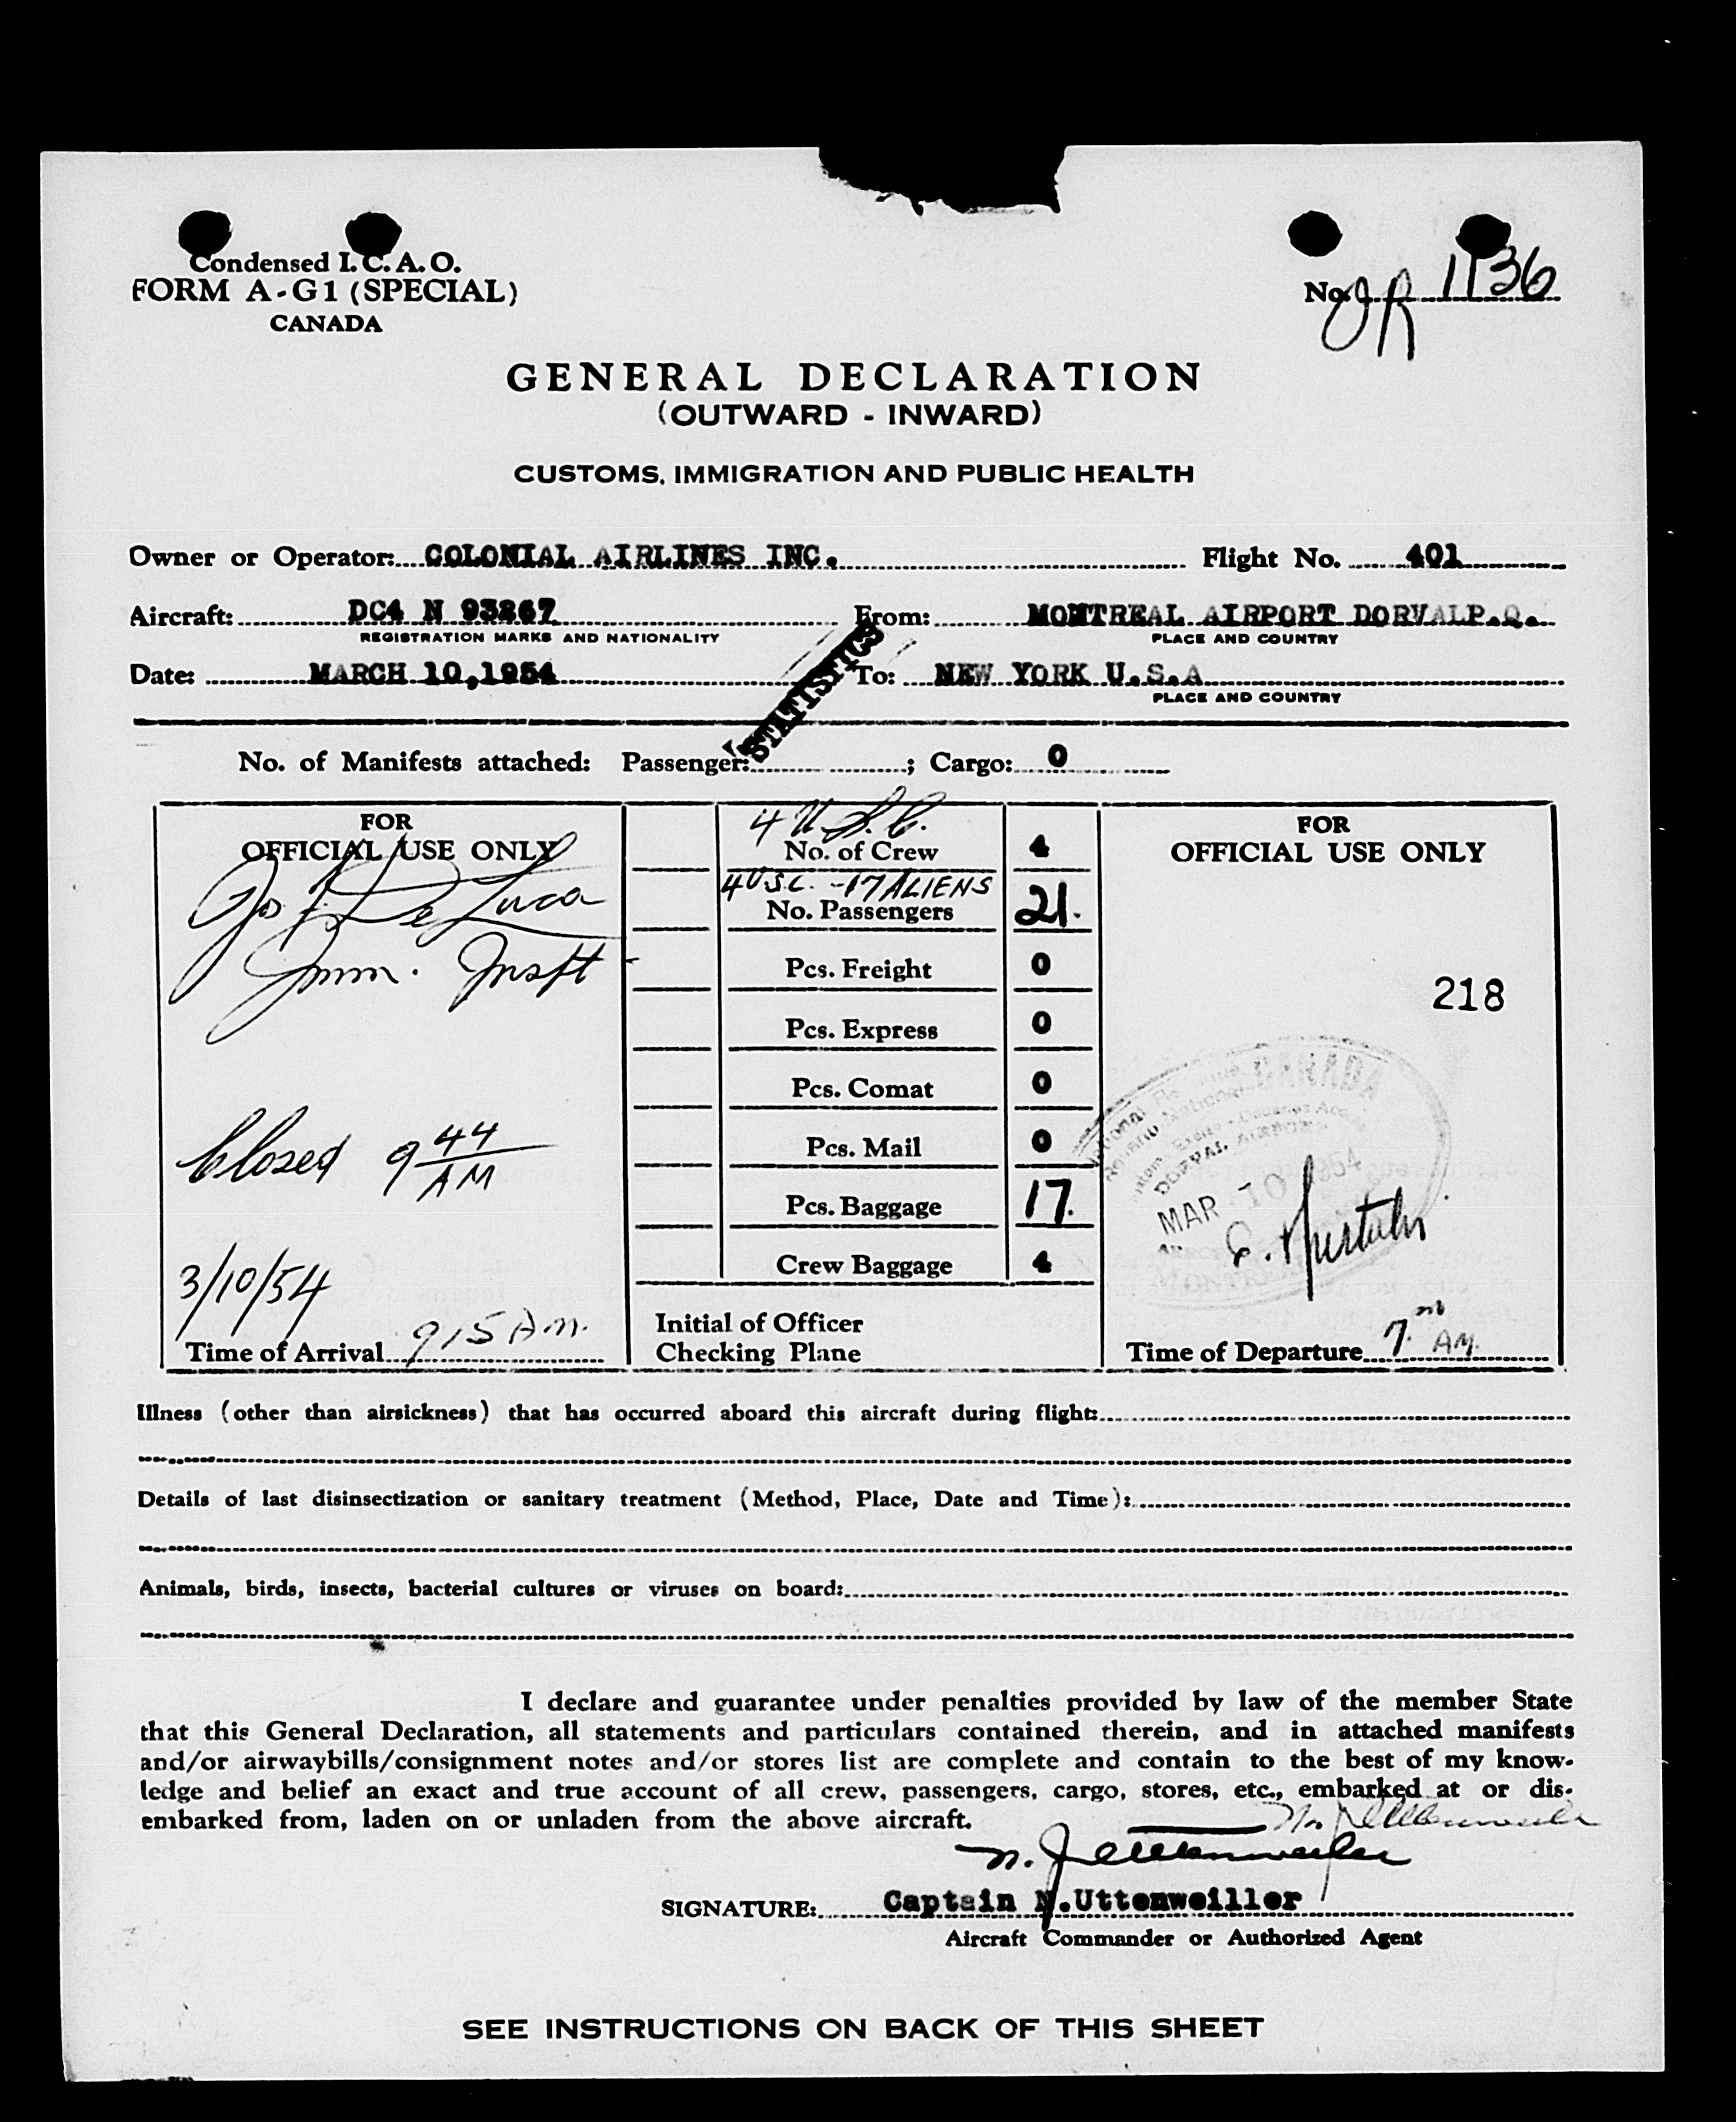 Condensed I.C.A.O.
FORM A-G1 (SPECIAL)
CANADA
No. JR 1136
GENERAL DECLARATION
(OUTWARD - INWARD)
CUSTOMS, IMMIGRATION AND PUBLIC HEALTH
Owner or Operator: COLONIAL AIRLINES INC. Flight No. 401
Aircraft: DC4 N 93267 From: MONTREAL AIRPORT DORVAL P.Q.
REGISTRATION MARKS AND NATIONALITY PLACE AND COUNTRY
Date: MARCH 10,1954 To: NEW YORK U.S.A
PLACE AND COUNTRY
STATISTICS
No. of Manifests attached: Passenger: ; Cargo: 0
FOR
OFFICIAL USE ONLY
Jos F. De Luca
Imm. Inspt
Closed 9 44 AM
3/10/54
Time of Arrival 915 A.m.
4 U.S.C.
No. of Crew 4
4 U.S.C. - 17 ALIENS
No. Passengers 21.
Pcs. Freight 0
Pcs. Express 0
Pcs. Comat 0
Pcs. Mail 0
Pcs. Baggage 17.
Crew Baggage 4
Initial of Officer
Checking Plane
FOR
OFFICIAL USE ONLY
218
CANADA
DORVAL AIRPORT
MAR 10 1954
Time of Departure 7.00 AM.
Illness (other than airsickness) that has occurred aboard this aircraft during flight:
Details of last disinsectization or sanitary treatment (Method, Place, Date and Time):
Animals, birds, insects, bacterial cultures or viruses on board:
I declare and guarantee under penalties provided by law of the member State
that this General Declaration, all statements and particulars contained therein, and in attached manifests
and/or airwaybills/consignment notes and/or stores list are complete and contain to the best of my know-
ledge and belief an exact and true account of all crew, passengers, cargo, stores, etc., embarked at or dis-
embarked from, laden on or unladen from the above aircraft.
N. Uttenweiler
N. Uttenweiler
SIGNATURE: Captain N.Uttenweiller
Aircraft Commander or Authorized Agent
SEE INSTRUCTIONS ON BACK OF THIS SHEET